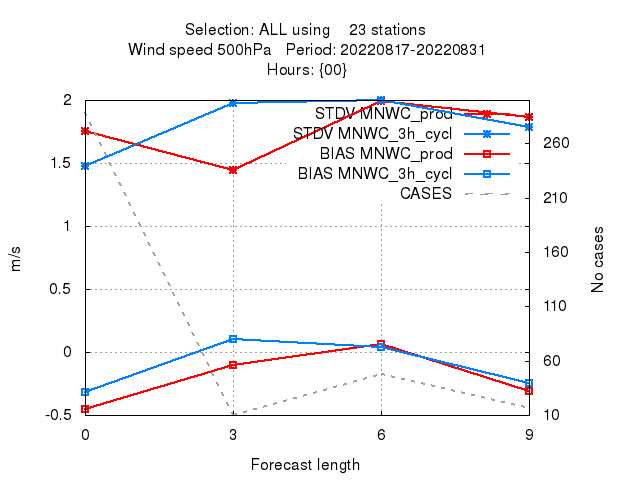 Selection: ALL using 23 stations
Wind speed 500hPa Period: 20220817-20220831
Hours: {00}
STDV MNWC_prod
STDV MNWC_3h_cycl
BIAS MNWC_prod
BIAS MNWC_3h_cycl
CASES
2
1.5
1
0.5
0
-0.5
m/s
260
210
160
110
60
10
No cases
0 3 6 9
Forecast length